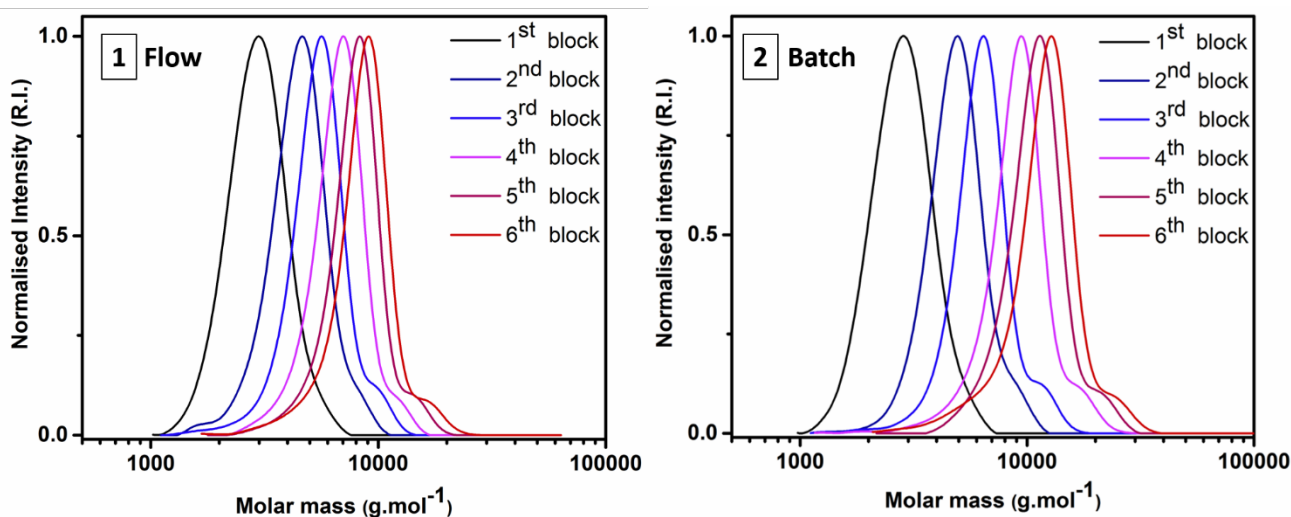 1 Flow
1st block
2nd block
3rd block
4th block
5th block
6th block
Normalised Intensity (R.I.)
1.0
0.5
0.0
1000
10000
100000
Molar mass (g.mol-1)
2 Batch
1st block
2nd block
3rd block
4th block
5th block
6th block
Normalised intensity (R.I.)
1.0
0.5
0.0
1000
10000
100000
Molar mass (g.mol-1)